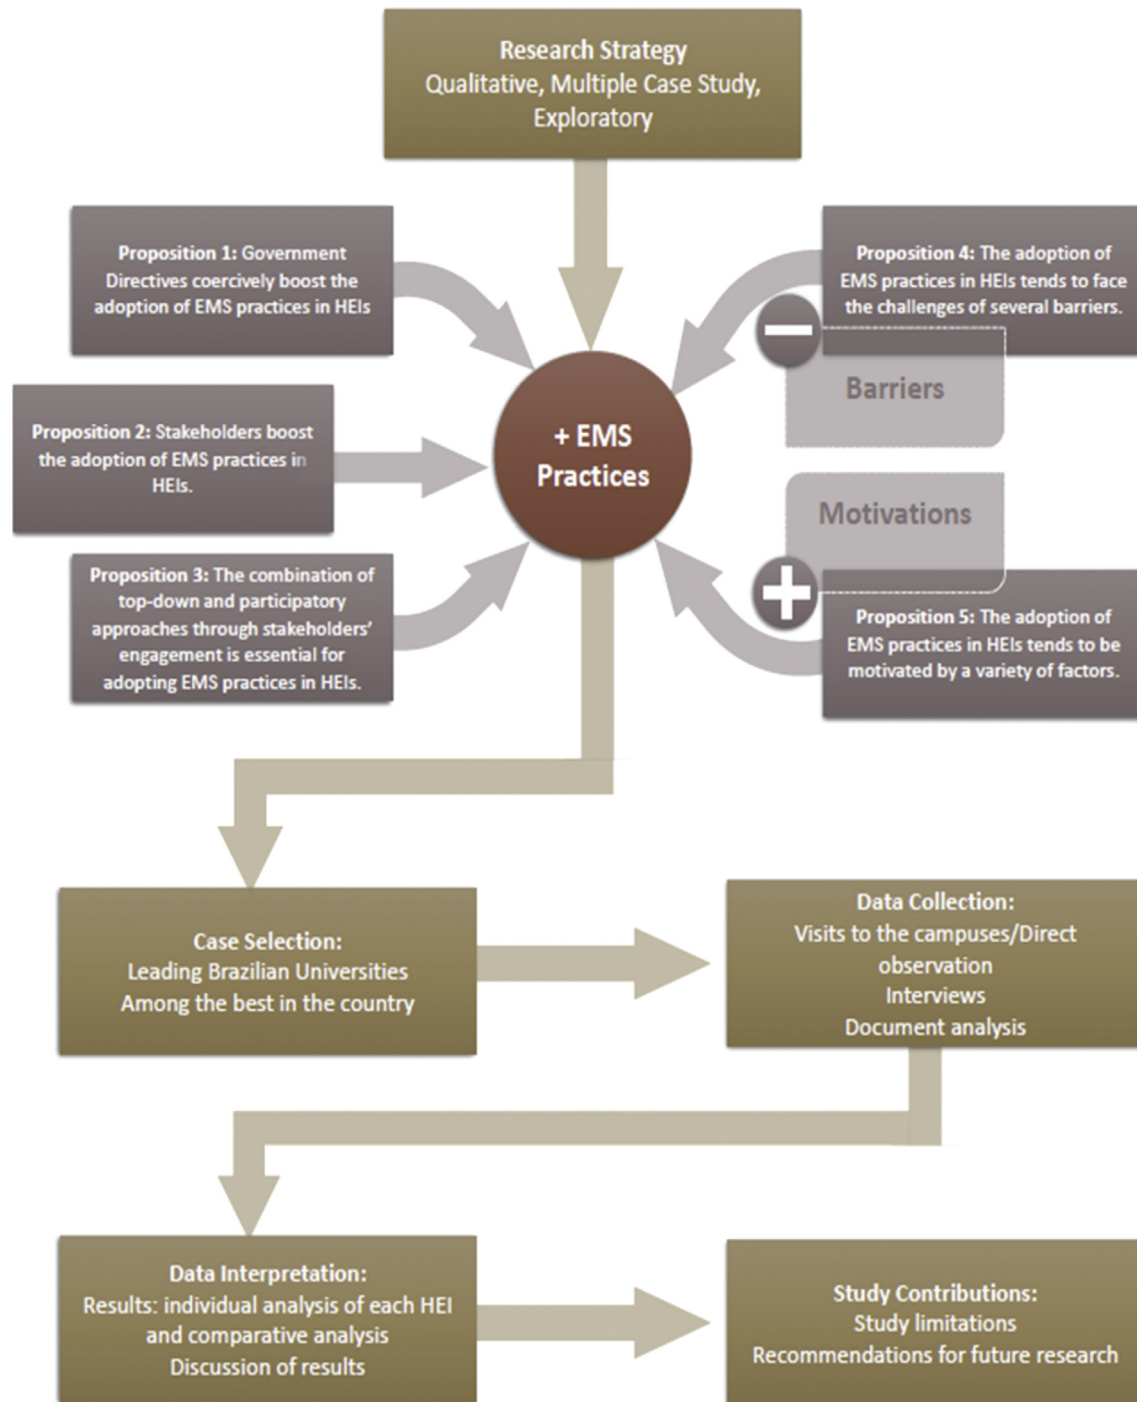 Research Strategy
Qualitative, Multiple Case Study,
Exploratory
Proposition 1: Government
Directives coercively boost the
adoption of EMS practices in HEIs
Proposition 2: Stakeholders boost
the adoption of EMS practices in
HEIs.
Proposition 3: The combination of
top-down and participatory
approaches through stakeholders’
engagement is essential for
adopting EMS practices in HEIs.
+ EMS
Practices
Proposition 4: The adoption of
EMS practices in HEIs tends to face
the challenges of several barriers.
−
Barriers
Motivations
+
Proposition 5: The adoption of
EMS practices in HEIs tends to be
motivated by a variety of factors.
Case Selection:
Leading Brazilian Universities
Among the best in the country
Data Collection:
Visits to the campuses/Direct
observation
Interviews
Document analysis
Data Interpretation:
Results: individual analysis of each HEI
and comparative analysis
Discussion of results
Study Contributions:
Study limitations
Recommendations for future research